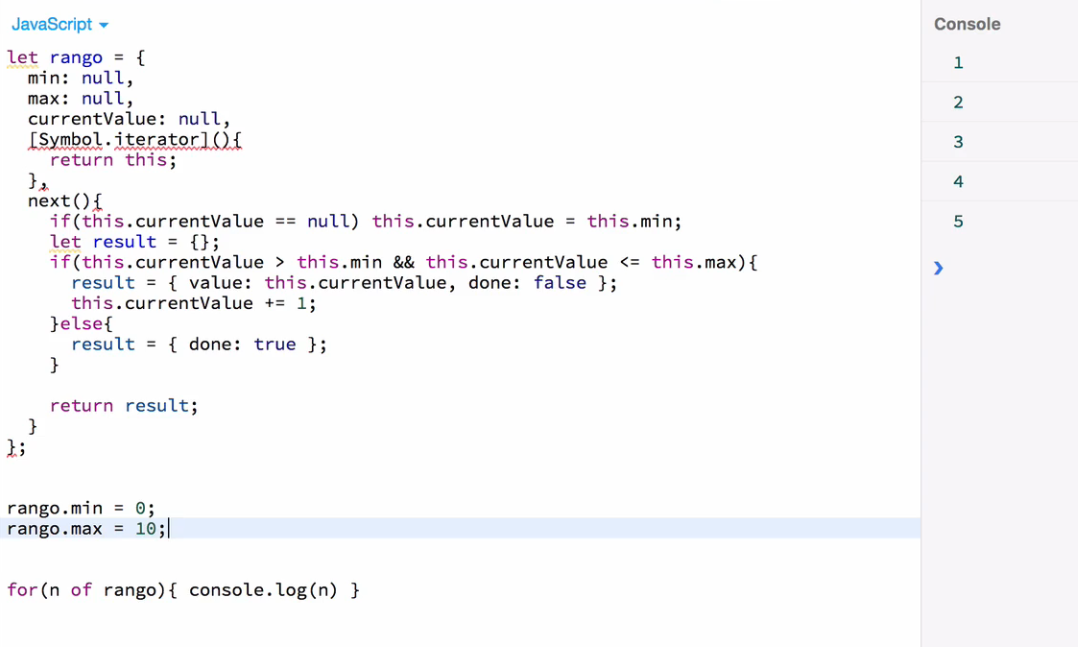 JavaScript
let rango = {
  min: null,
  max: null,
  currentValue: null,
  [Symbol.iterator](){
    return this;
  },
  next(){
    if(this.currentValue == null) this.currentValue = this.min;
    let result = {};
    if(this.currentValue > this.min && this.currentValue <= this.max){
      result = { value: this.currentValue, done: false };
      this.currentValue += 1;
    }else{
      result = { done: true };
    }
    return result;
  }
};
rango.min = 0;
rango.max = 10;
for(n of rango){ console.log(n) }
Console
1
2
3
4
5